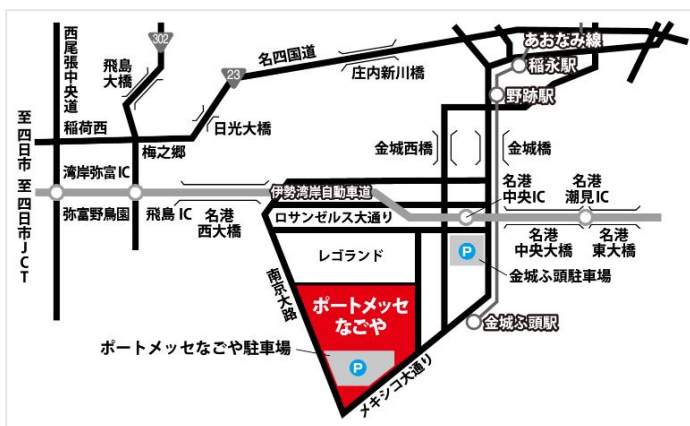 西尾張中央道
302
名四国道
あおなみ線
稲永駅
飛島
大橋
23
庄内新川橋
野跡駅
至四日市
稲荷西
日光大橋
梅之郷
金城西橋
金城橋
湾岸弥富IC
伊勢湾岸自動車道
名港
中央IC
名港
潮見IC
至四日市JCT
弥富野鳥園
飛島IC
名港
西大橋
ロサンゼルス大通り
名港
中央大橋
名港
東大橋
レゴランド
P
金城ふ頭駐車場
南京大路
ポートメッセ
なごや
金城ふ頭駅
ポートメッセなごや駐車場
P
メキシコ大通り